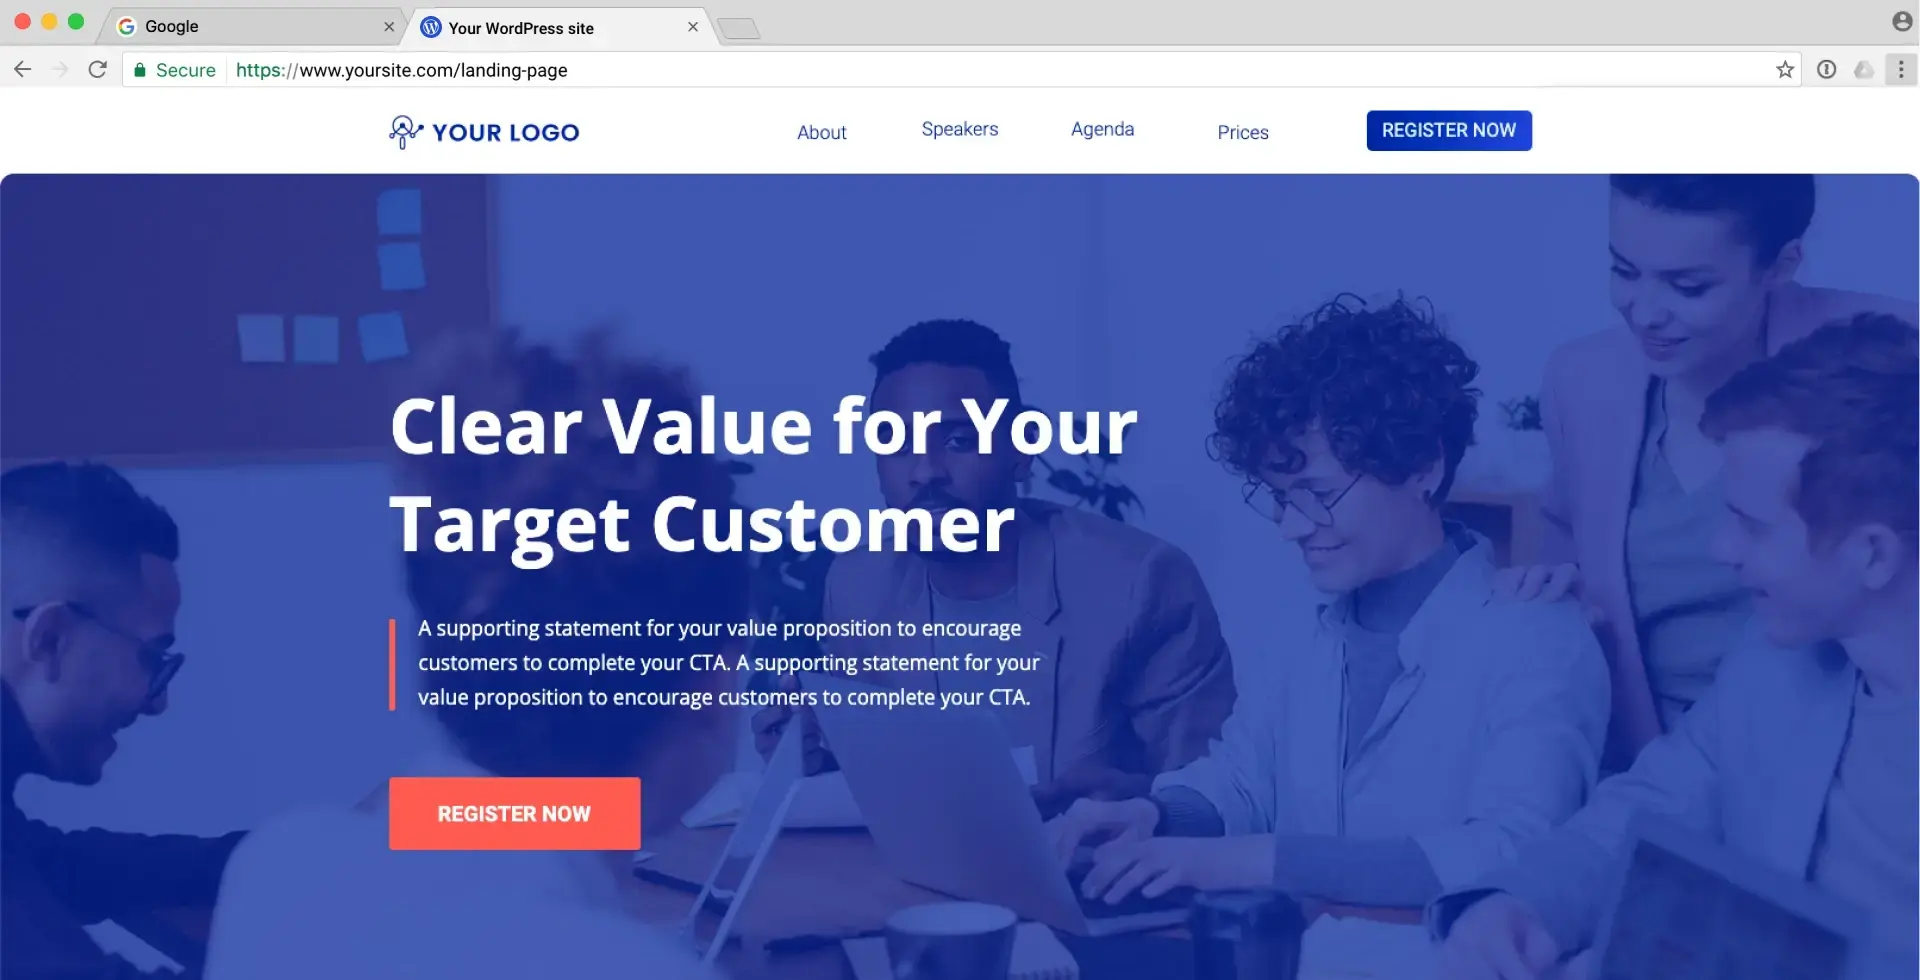 Google
Your WordPress site
Secure
https://www.yoursite.com/landing-page
YOUR LOGO
About
Speakers
Agenda
Prices
REGISTER NOW
Clear Value for Your
Target Customer
A supporting statement for your value proposition to encourage
customers to complete your CTA. A supporting statement for your
value proposition to encourage customers to complete your CTA.
REGISTER NOW